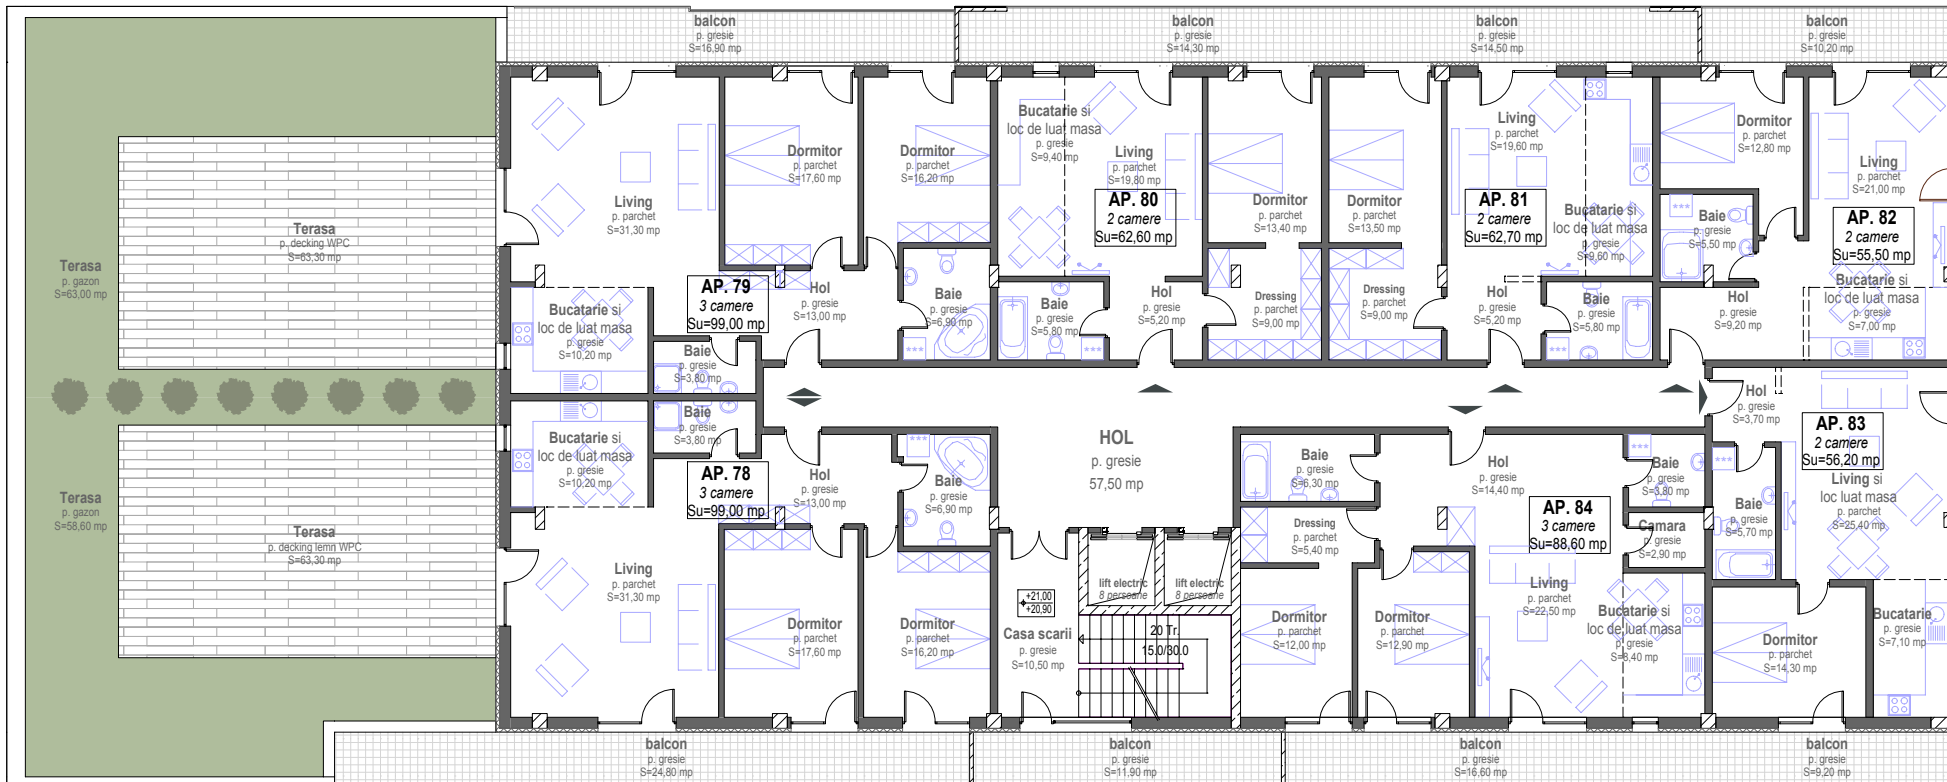 balcon
p. gresie
S=16,90 mp
balcon
p. gresie
S=14,30 mp
balcon
p. gresie
S=14,50 mp
balcon
p. gresie
S=10,20 mp
Terasa
p. gazon
S=63,00 mp
Terasa
p. decking WPC
S=63,30 mp
Living
p. parchet
S=31,30 mp
Dormitor
p. parchet
S=17,60 mp
Dormitor
p. parchet
S=16,20 mp
AP. 79
3 camere
Su=99,00 mp
Hol
p. gresie
S=13,00 mp
Baie
p. gresie
S=6,90 mp
Bucatarie si
loc de luat masa
p. gresie
S=10,20 mp
Baie
p. gresie
S=3,80 mp
Bucatarie si
loc de luat masa
p. gresie
S=9,40 mp
Living
p. parchet
S=19,80 mp
AP. 80
2 camere
Su=62,60 mp
Dormitor
p. parchet
S=13,40 mp
Baie
p. gresie
S=5,80 mp
Hol
p. gresie
S=5,20 mp
Dressing
p. parchet
S=9,00 mp
Dormitor
p. parchet
S=13,50 mp
Dressing
p. parchet
S=9,00 mp
Living
p. parchet
S=19,60 mp
AP. 81
2 camere
Su=62,70 mp
Bucatarie si
loc de luat masa
p. gresie
S=9,60 mp
Hol
p. gresie
S=5,20 mp
Baie
p. gresie
S=5,80 mp
Dormitor
p. parchet
S=12,80 mp
Baie
p. gresie
S=5,50 mp
Living
p. parchet
S=21,00 mp
AP. 82
2 camere
Su=55,50 mp
Bucatarie si
loc de luat masa
p. gresie
S=7,00 mp
Hol
p. gresie
S=9,20 mp
Terasa
p. gazon
S=58,60 mp
Terasa
p. decking lemn WPC
S=63,30 mp
Baie
p. gresie
S=3,80 mp
Bucatarie si
loc de luat masa
p. gresie
S=10,20 mp
AP. 78
3 camere
Su=99,00 mp
Hol
p. gresie
S=13,00 mp
Baie
p. gresie
S=6,90 mp
Living
p. parchet
S=31,30 mp
Dormitor
p. parchet
S=17,60 mp
Dormitor
p. parchet
S=16,20 mp
HOL
p. gresie
57,50 mp
lift electric
8 persoane
lift electric
8 persoane
+21,00
+20,90
Casa scarii
p. gresie
S=10,50 mp
20 Tr.
15.0/30.0
Baie
p. gresie
S=6,30 mp
Dressing
p. parchet
S=5,40 mp
Dormitor
p. parchet
S=12,00 mp
Dormitor
p. parchet
S=12,90 mp
Hol
p. gresie
S=14,40 mp
AP. 84
3 camere
Su=88,60 mp
Living
p. parchet
S=22,50 mp
Bucatarie si
loc de luat masa
p. gresie
S=8,40 mp
Baie
p. gresie
S=3,80 mp
Camara
p. gresie
S=2,90 mp
Hol
p. gresie
S=3,70 mp
AP. 83
2 camere
Su=56,20 mp
Living si
loc luat masa
p. parchet
S=25,40 mp
Baie
p. gresie
S=5,70 mp
Dormitor
p. parchet
S=14,30 mp
Bucatarie
p. gresie
S=7,10 mp
balcon
p. gresie
S=24,80 mp
balcon
p. gresie
S=11,90 mp
balcon
p. gresie
S=16,60 mp
balcon
p. gresie
S=9,20 mp